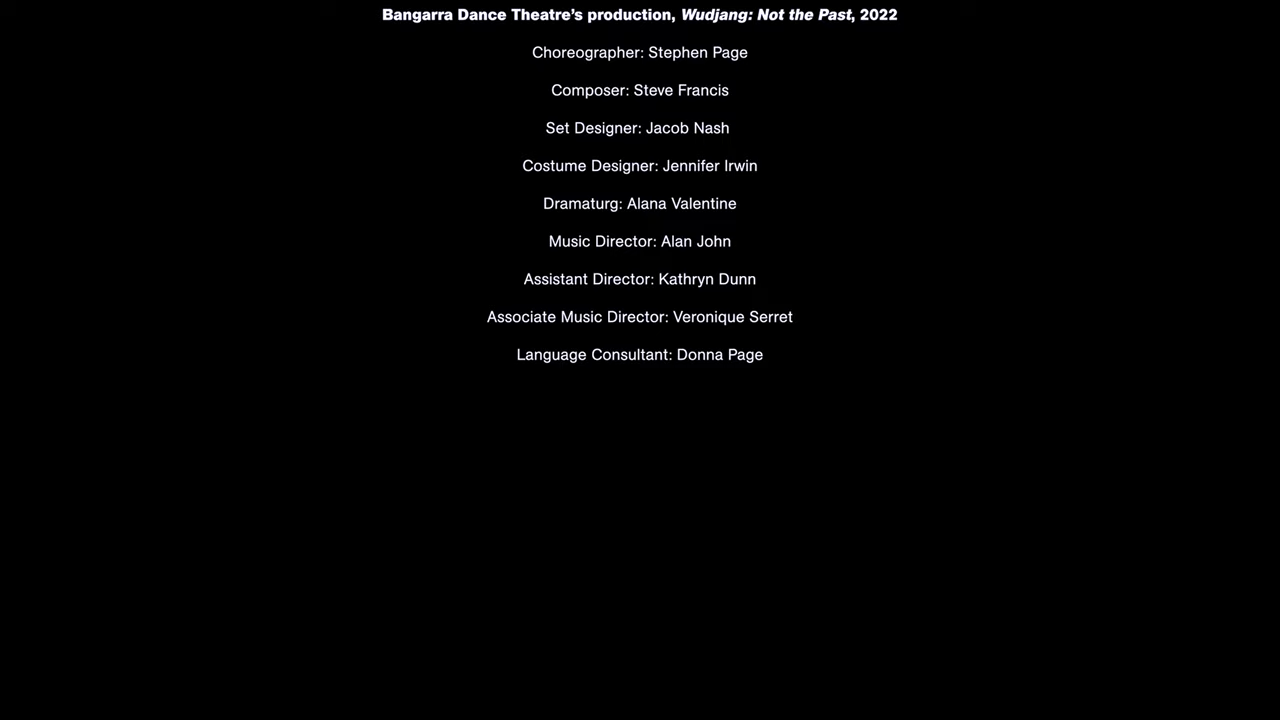 Bangarra Dance Theatre’s production, Wudjang: Not the Past, 2022
Choreographer: Stephen Page
Composer: Steve Francis
Set Designer: Jacob Nash
Costume Designer: Jennifer Irwin
Dramaturg: Alana Valentine
Music Director: Alan John
Assistant Director: Kathryn Dunn
Associate Music Director: Veronique Serret
Language Consultant: Donna Page